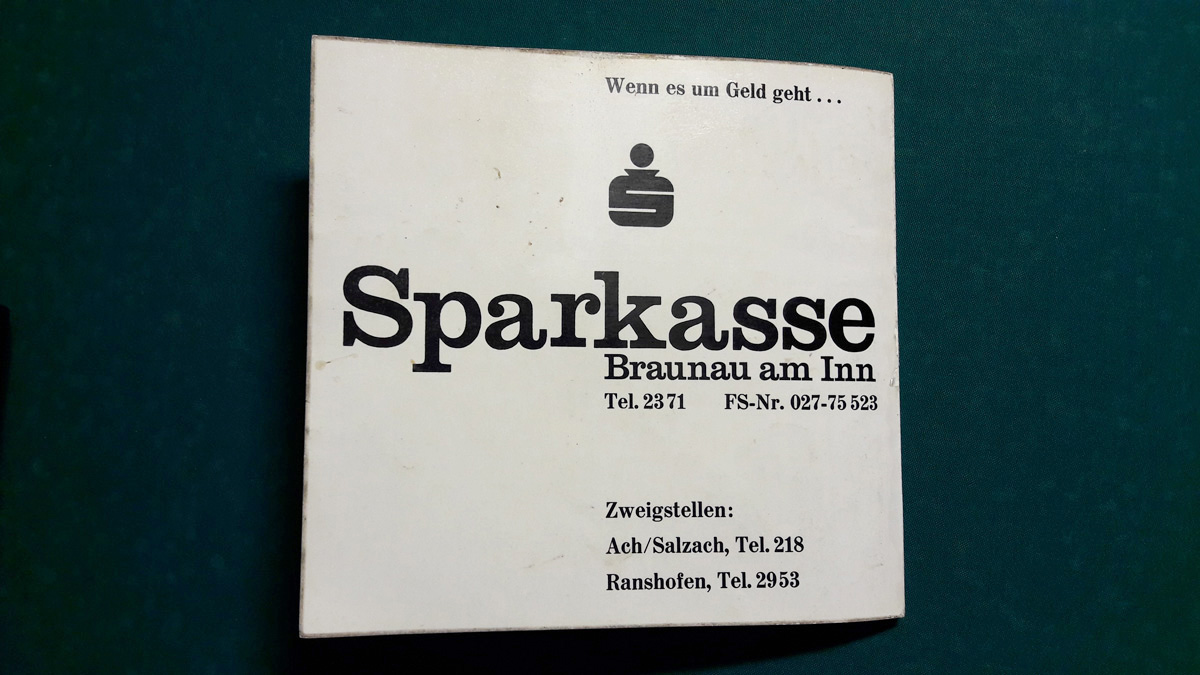 Wenn es um Geld geht ...
S
Sparkasse
Braunau am Inn
Tel. 2371 FS-Nr. 027-75 523
Zweigstellen:
Ach/Salzach, Tel. 218
Ranshofen, Tel. 2953